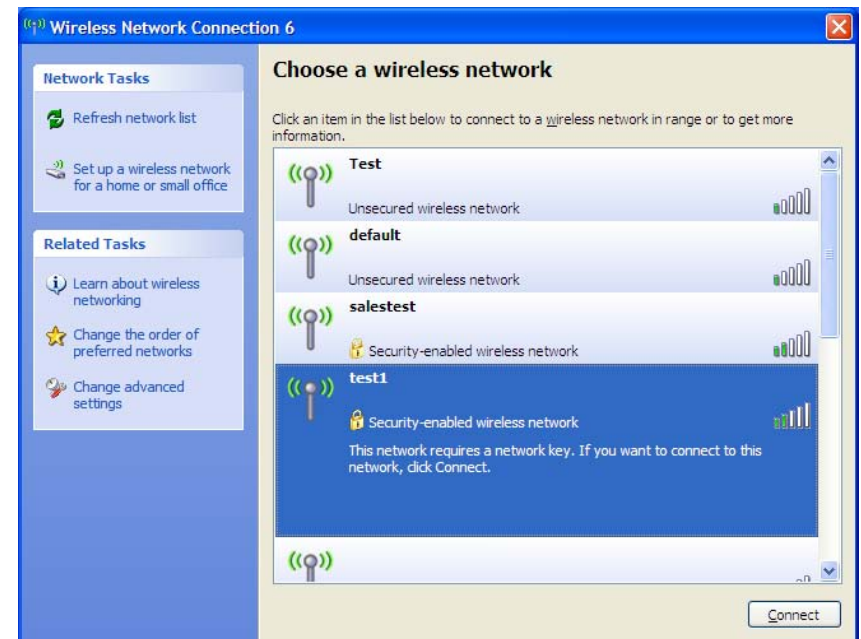 Wireless Network Connection 6
Network Tasks
Refresh network list
Set up a wireless network
for a home or small office
Related Tasks
Learn about wireless
networking
Change the order of
preferred networks
Change advanced
settings
Choose a wireless network
Click an item in the list below to connect to a wireless network in range or to get more
information.
Test
Unsecured wireless network
default
Unsecured wireless network
salestest
Security-enabled wireless network
test1
Security-enabled wireless network
This network requires a network key. If you want to connect to this
network, click Connect.
Connect